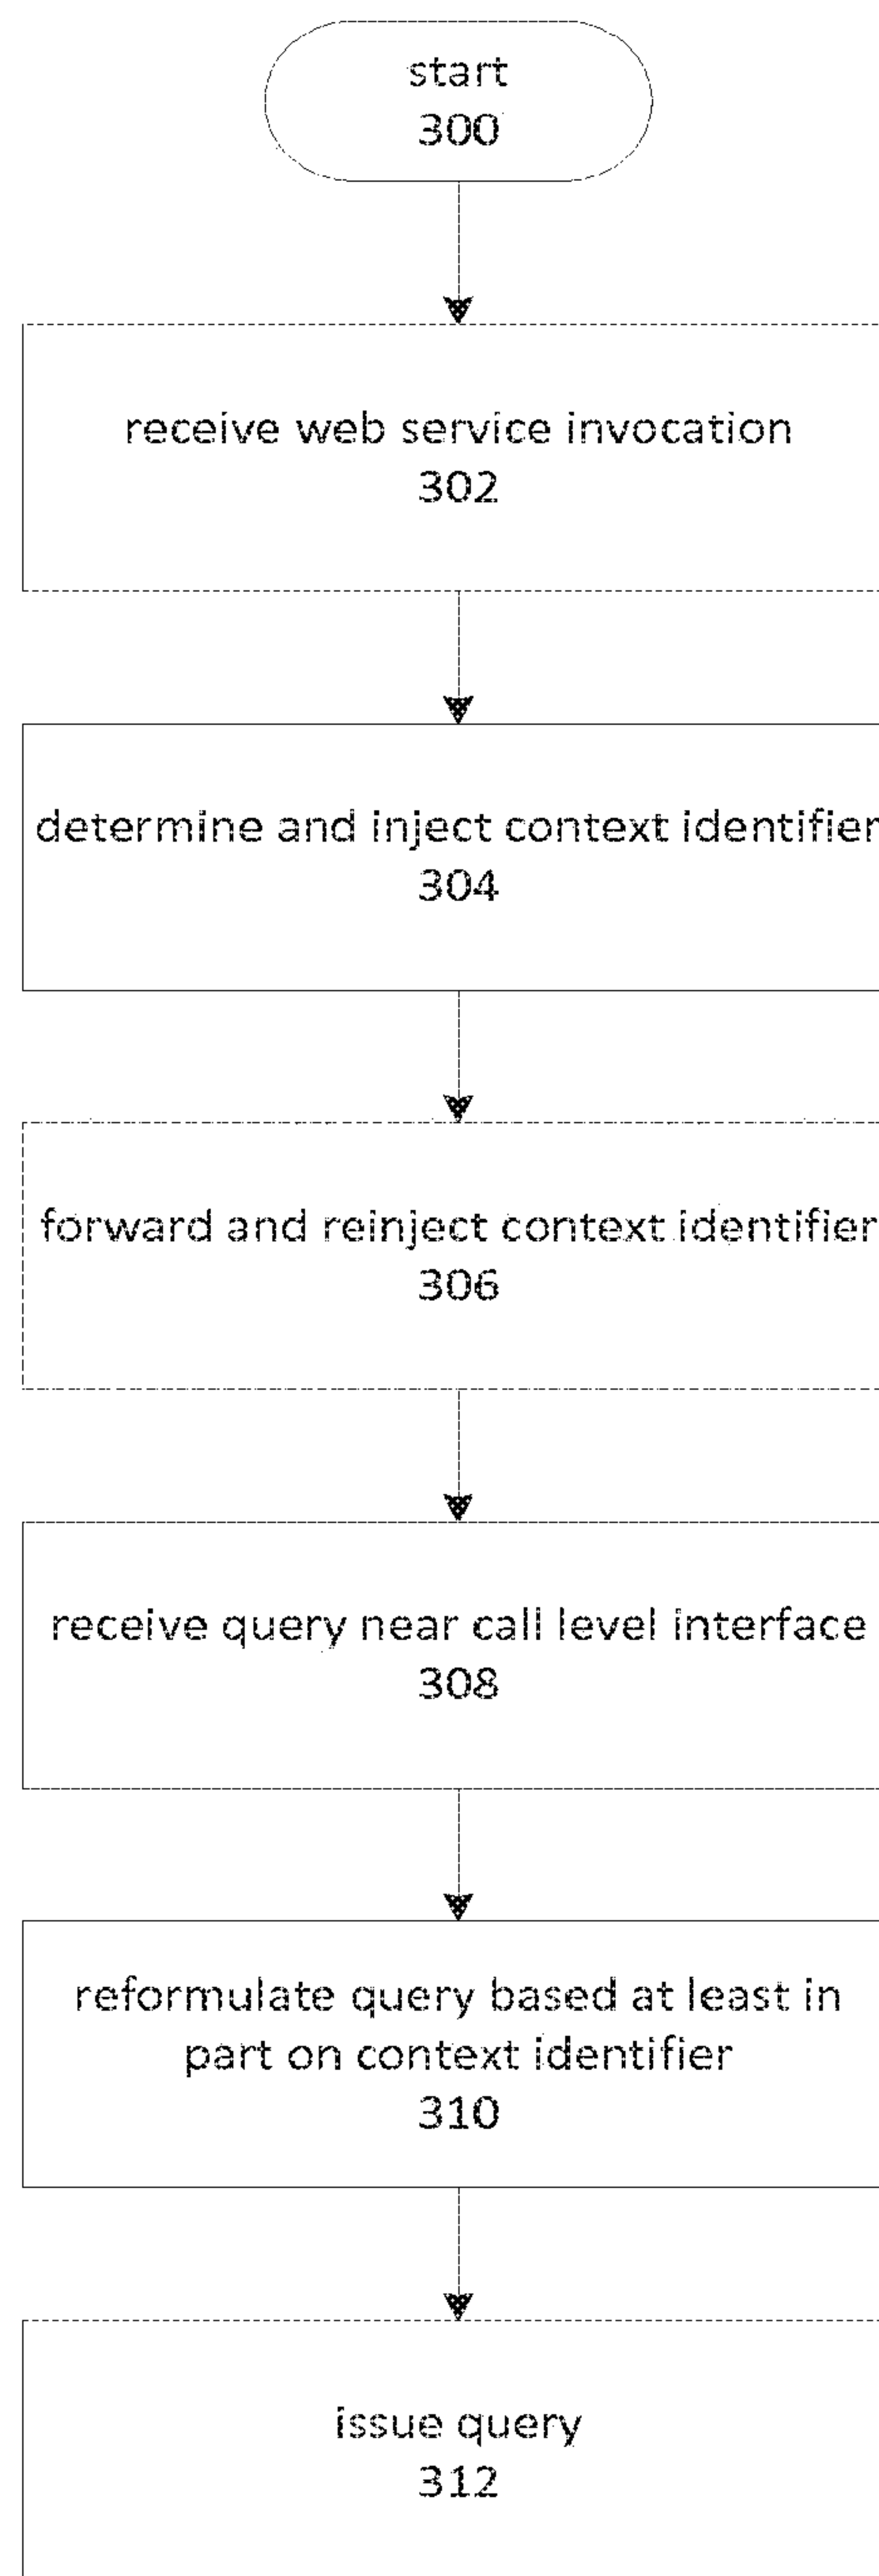 start
300
receive web service invocation
302
determine and inject context identifier
304
forward and reinject context identifier
306
receive query near call level interface
308
reformulate query based at least in
part on context identifier
310
issue query
312